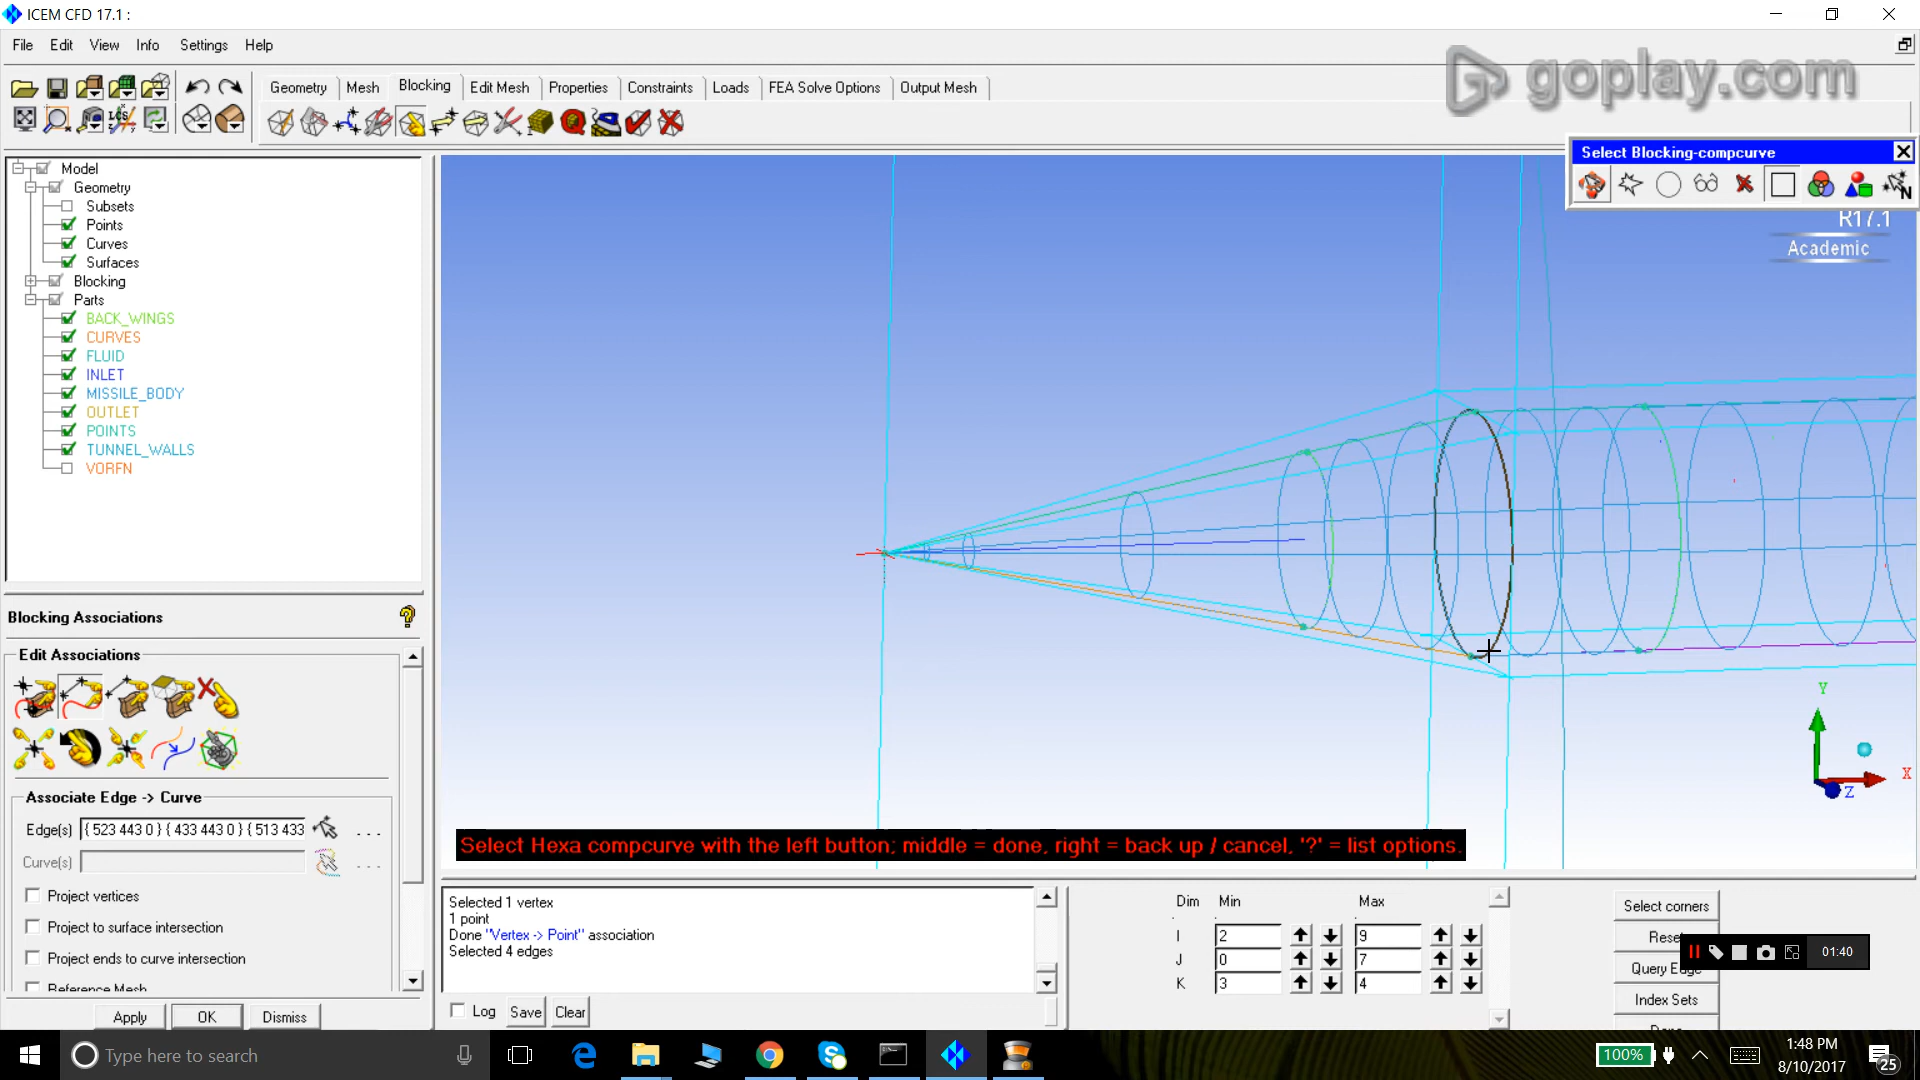 ICEM CFD 17.1 :
File Edit View Info Settings Help
goplay.com
Geometry Mesh Blocking Edit Mesh Properties Constraints Loads FEA Solve Options Output Mesh
LCS
Select Blocking-compcurve
N
R17.1
Academic
Model
Geometry
Subsets
Points
Curves
Surfaces
Blocking
Parts
BACK_WINGS
CURVES
FLUID
INLET
MISSILE_BODY
OUTLET
POINTS
TUNNEL_WALLS
VORFN
Blocking Associations
Edit Associations
Associate Edge -> Curve
Edge(s) { 523 443 0 } { 433 443 0 } { 513 433 ...
Curve(s) ...
Project vertices
Project to surface intersection
Project ends to curve intersection
Reference Mesh
Apply OK Dismiss
Y
X
Z
Select Hexa compcurve with the left button; middle = done, right = back up / cancel, '?' = list options.
Selected 1 vertex
1 point
Done "Vertex -> Point" association
Selected 4 edges
Log Save Clear
Dim Min Max
I 2 9
J 0 7
K 3 4
Select corners
Reset
Query Edge
Index Sets
Done
01:40
Type here to search
100%
1:48 PM
8/10/2017
25